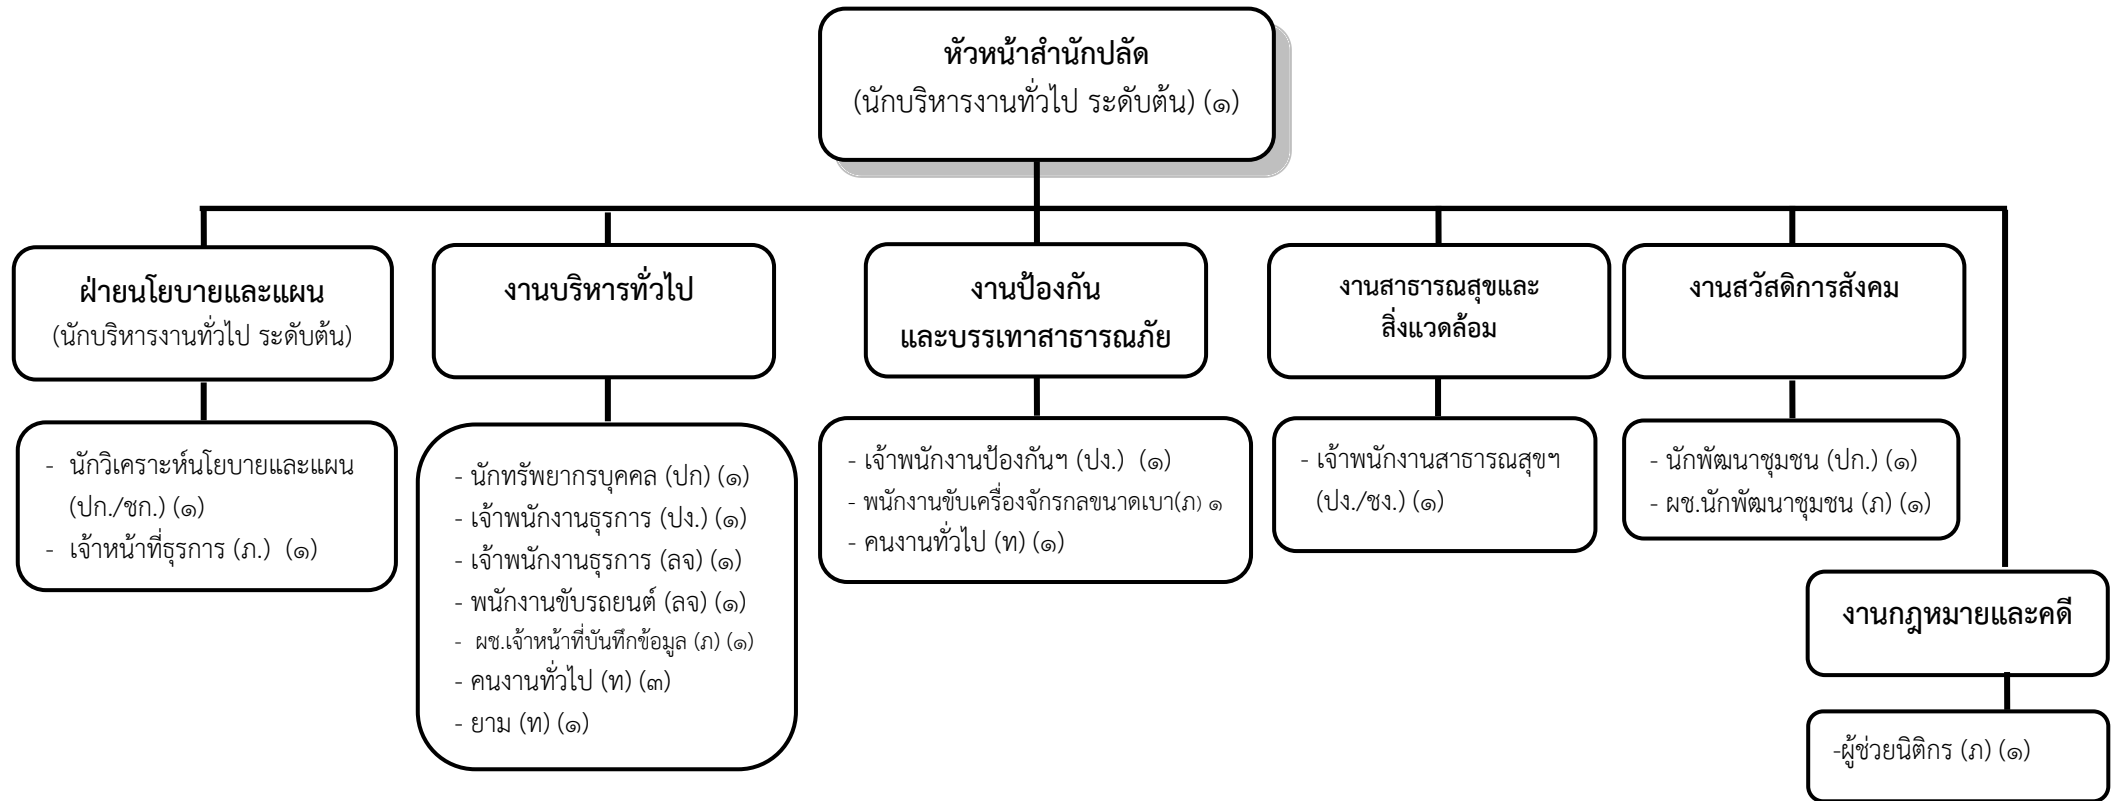 หัวหน้าสำนักปลัด
(นักบริหารงานทั่วไป ระดับต้น) (๑)
ฝ่ายนโยบายและแผน
(นักบริหารงานทั่วไป ระดับต้น)
- นักวิเคราะห์นโยบายและแผน
(ปก./ชก.) (๑)
- เจ้าหน้าที่ธุรการ (ภ.) (๑)
งานบริหารทั่วไป
- นักทรัพยากรบุคคล (ปก) (๑)
- เจ้าพนักงานธุรการ (ปง.) (๑)
- เจ้าพนักงานธุรการ (ลจ) (๑)
- พนักงานขับรถยนต์ (ลจ) (๑)
- ผช.เจ้าหน้าที่บันทึกข้อมูล (ภ) (๑)
- คนงานทั่วไป (ท) (๓)
- ยาม (ท) (๑)
งานป้องกัน
และบรรเทาสาธารณภัย
- เจ้าพนักงานป้องกันฯ (ปง.) (๑)
- พนักงานขับเครื่องจักรกลขนาดเบา(ภ) ๑
- คนงานทั่วไป (ท) (๑)
งานสาธารณสุขและ
สิ่งแวดล้อม
- เจ้าพนักงานสาธารณสุขฯ
(ปง./ชง.) (๑)
งานสวัสดิการสังคม
- นักพัฒนาชุมชน (ปก.) (๑)
- ผช.นักพัฒนาชุมชน (ภ) (๑)
งานกฎหมายและคดี
-ผู้ช่วยนิติกร (ภ) (๑)